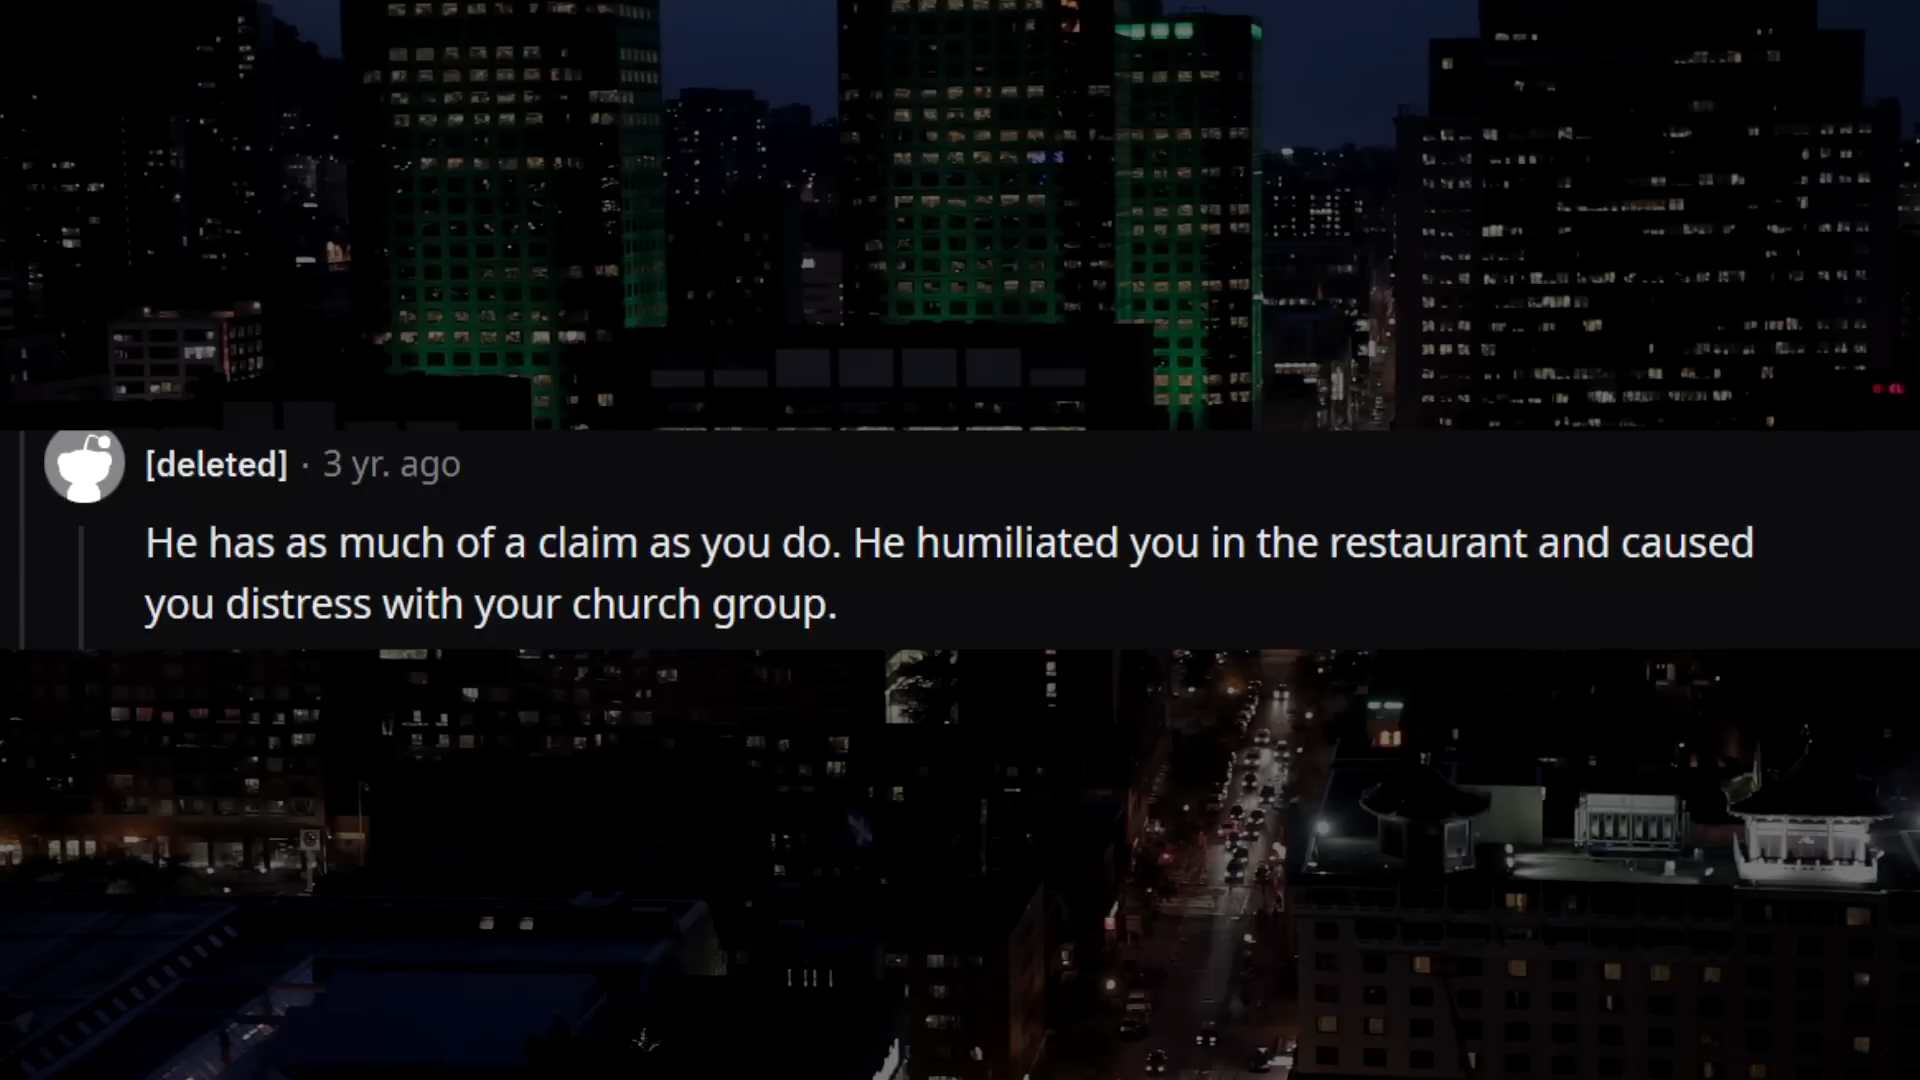 [deleted] · 3 yr. ago
He has as much of a claim as you do. He humiliated you in the restaurant and caused
you distress with your church group.